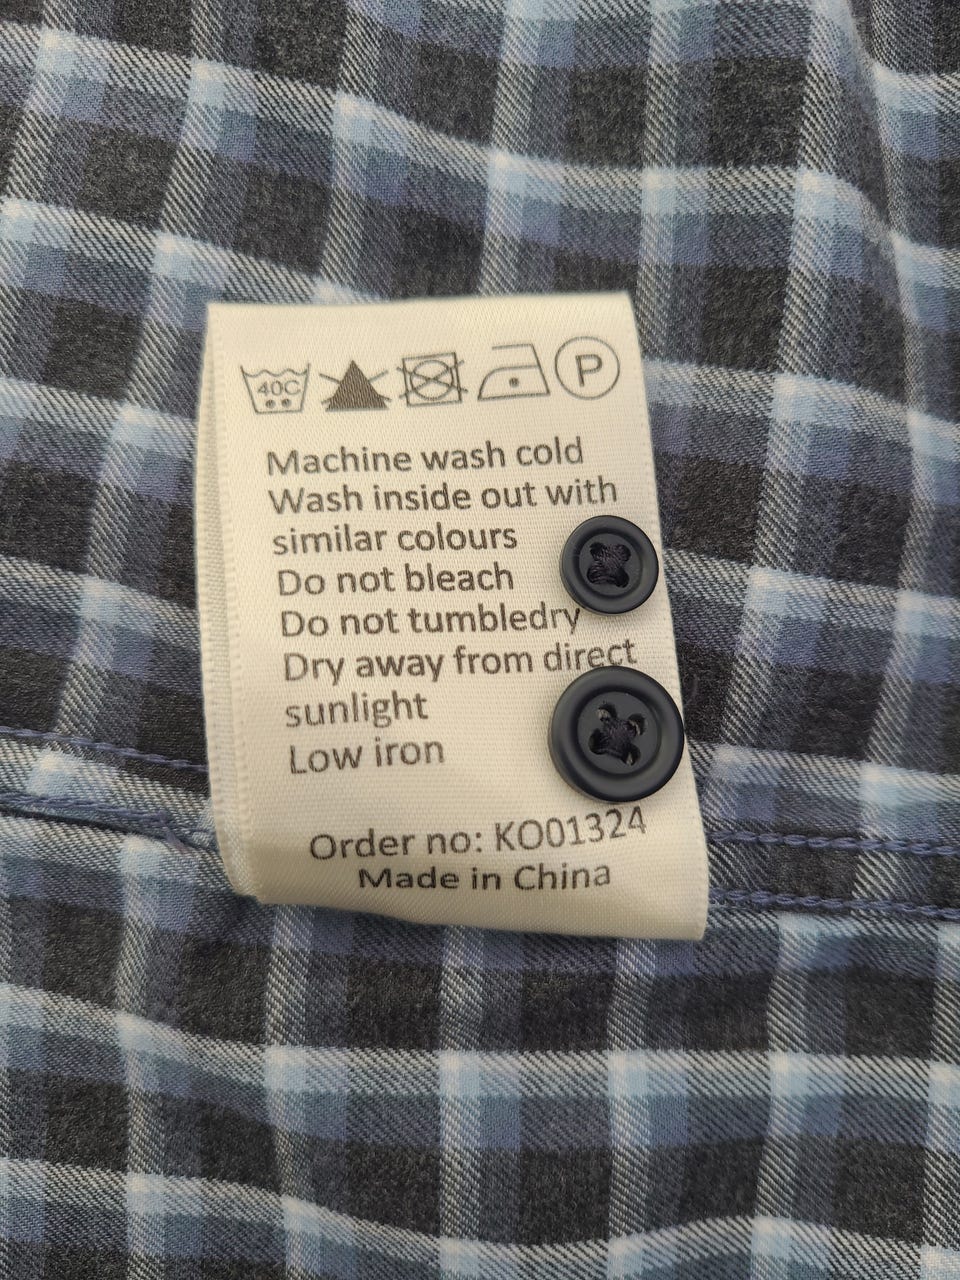 40C P
Machine wash cold
Wash inside out with
similar colours
Do not bleach
Do not tumbledry
Dry away from direct
sunlight
Low iron
Order no: KO01324
Made in China